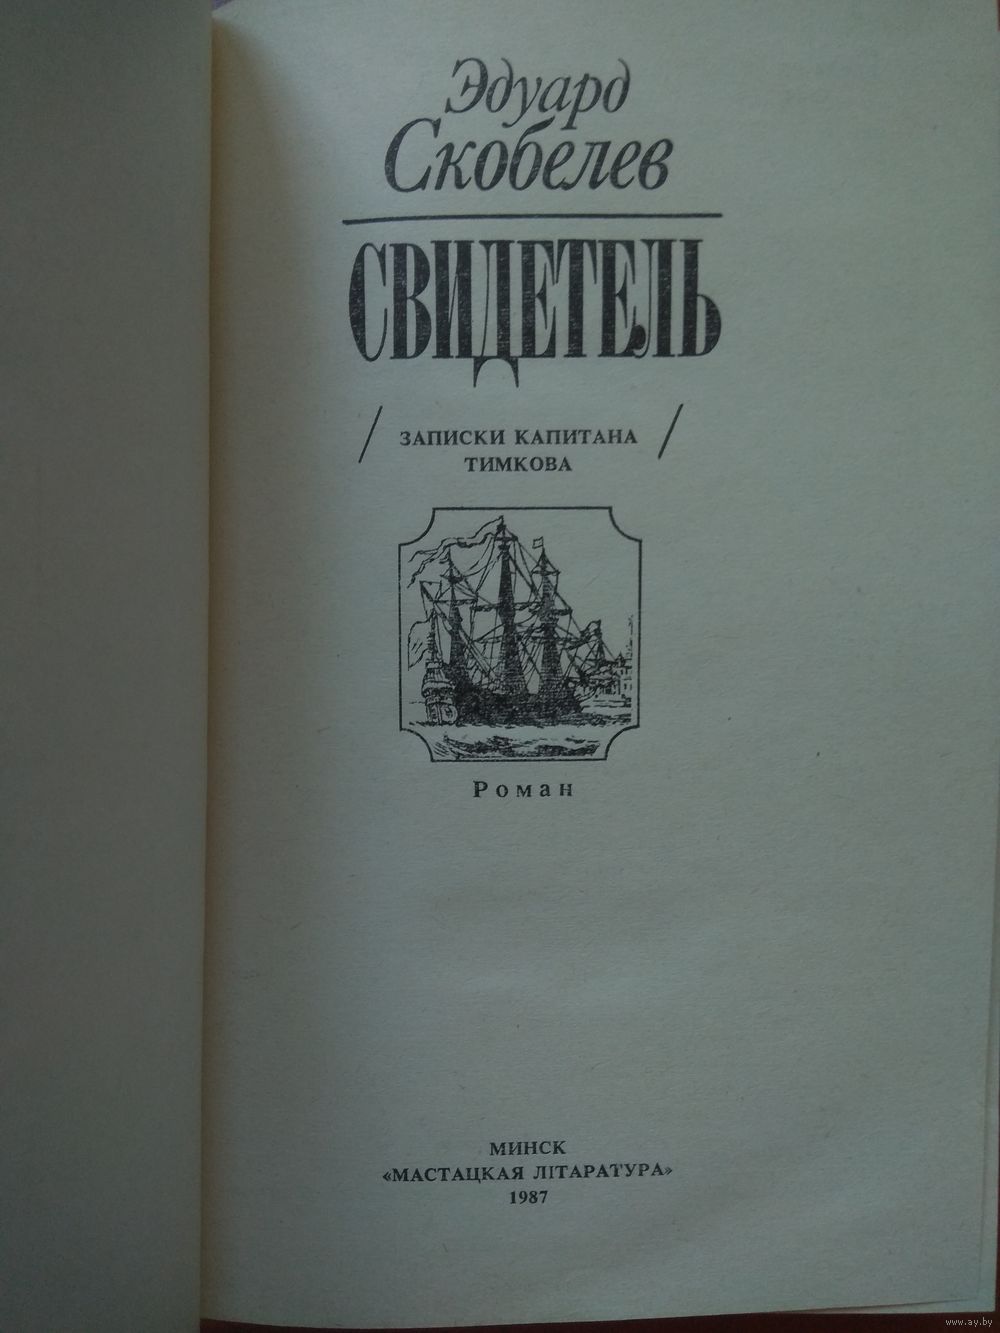 Эдуард
Скобелев
СВИДЕТЕЛЬ
/ ЗАПИСКИ КАПИТАНА /
ТИМКОВА
Роман
МИНСК
«МАСТАЦКАЯ ЛІТАРАТУРА»
1987
www.ay.by